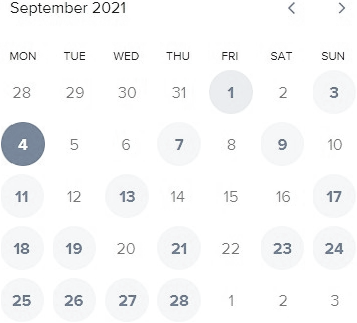 September 2021
MON TUE WED THU FRI SAT SUN
28 29 30 31 1 2 3
4 5 6 7 8 9 10
11 12 13 14 15 16 17
18 19 20 21 22 23 24
25 26 27 28 1 2 3